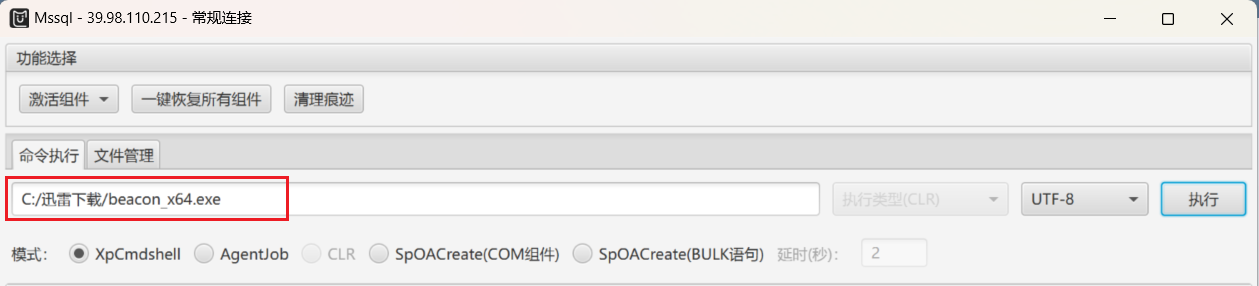 Mssql - 39.98.110.215 - 常规连接
功能选择
激活组件 一键恢复所有组件 清理痕迹
命令执行 文件管理
C:/迅雷下载/beacon_x64.exe 执行类型(CLR) UTF-8 执行
模式： XpCmdshell AgentJob CLR SpOACreate(COM组件) SpOACreate(BULK语句) 延时(秒)： 2